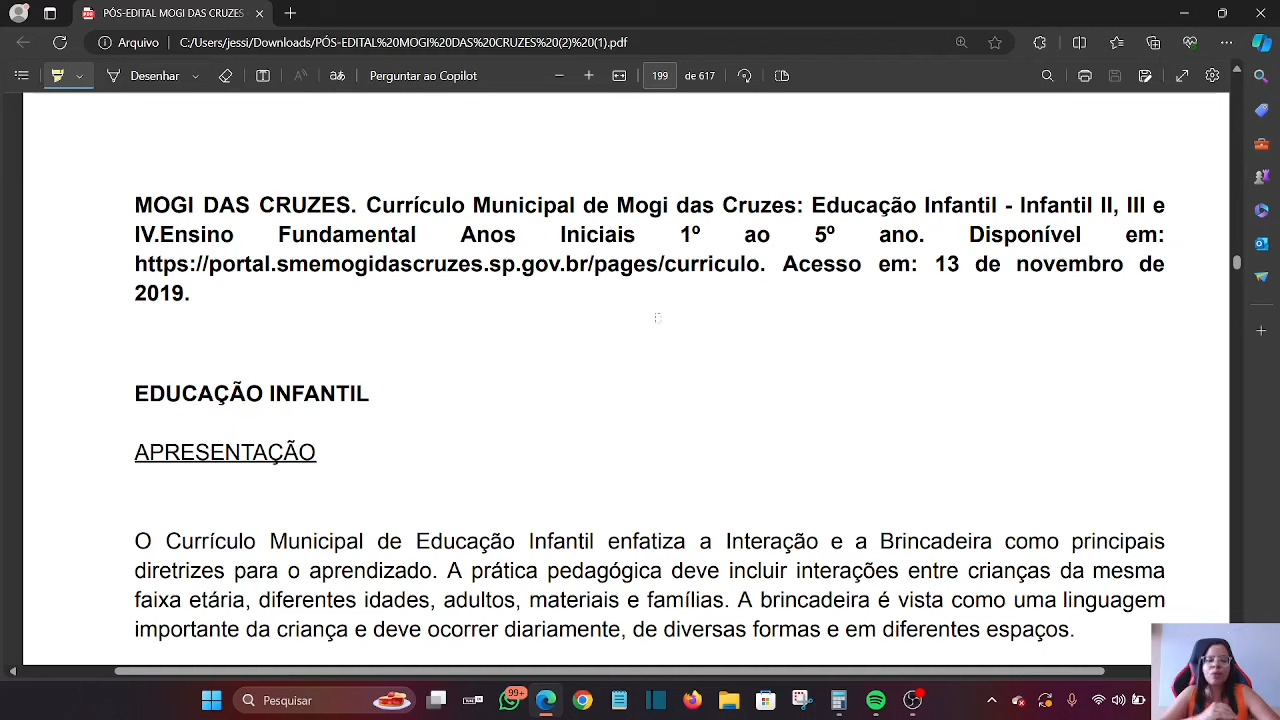 PÓS-EDITAL MOGI DAS CRUZES
Arquivo
C:/Users/jessi/Downloads/PÓS-EDITAL%20MOGI%20DAS%20CRUZES%20(2)%20(1).pdf
Desenhar
Perguntar ao Copilot
199
de 617
MOGI DAS CRUZES. Currículo Municipal de Mogi das Cruzes: Educação Infantil - Infantil II, III e
IV.Ensino Fundamental Anos Iniciais 1º ao 5º ano. Disponível em:
https://portal.smemogidascruzes.sp.gov.br/pages/curriculo. Acesso em: 13 de novembro de
2019.
EDUCAÇÃO INFANTIL
APRESENTAÇÃO
O Currículo Municipal de Educação Infantil enfatiza a Interação e a Brincadeira como principais
diretrizes para o aprendizado. A prática pedagógica deve incluir interações entre crianças da mesma
faixa etária, diferentes idades, adultos, materiais e famílias. A brincadeira é vista como uma linguagem
importante da criança e deve ocorrer diariamente, de diversas formas e em diferentes espaços.
Pesquisar
99+